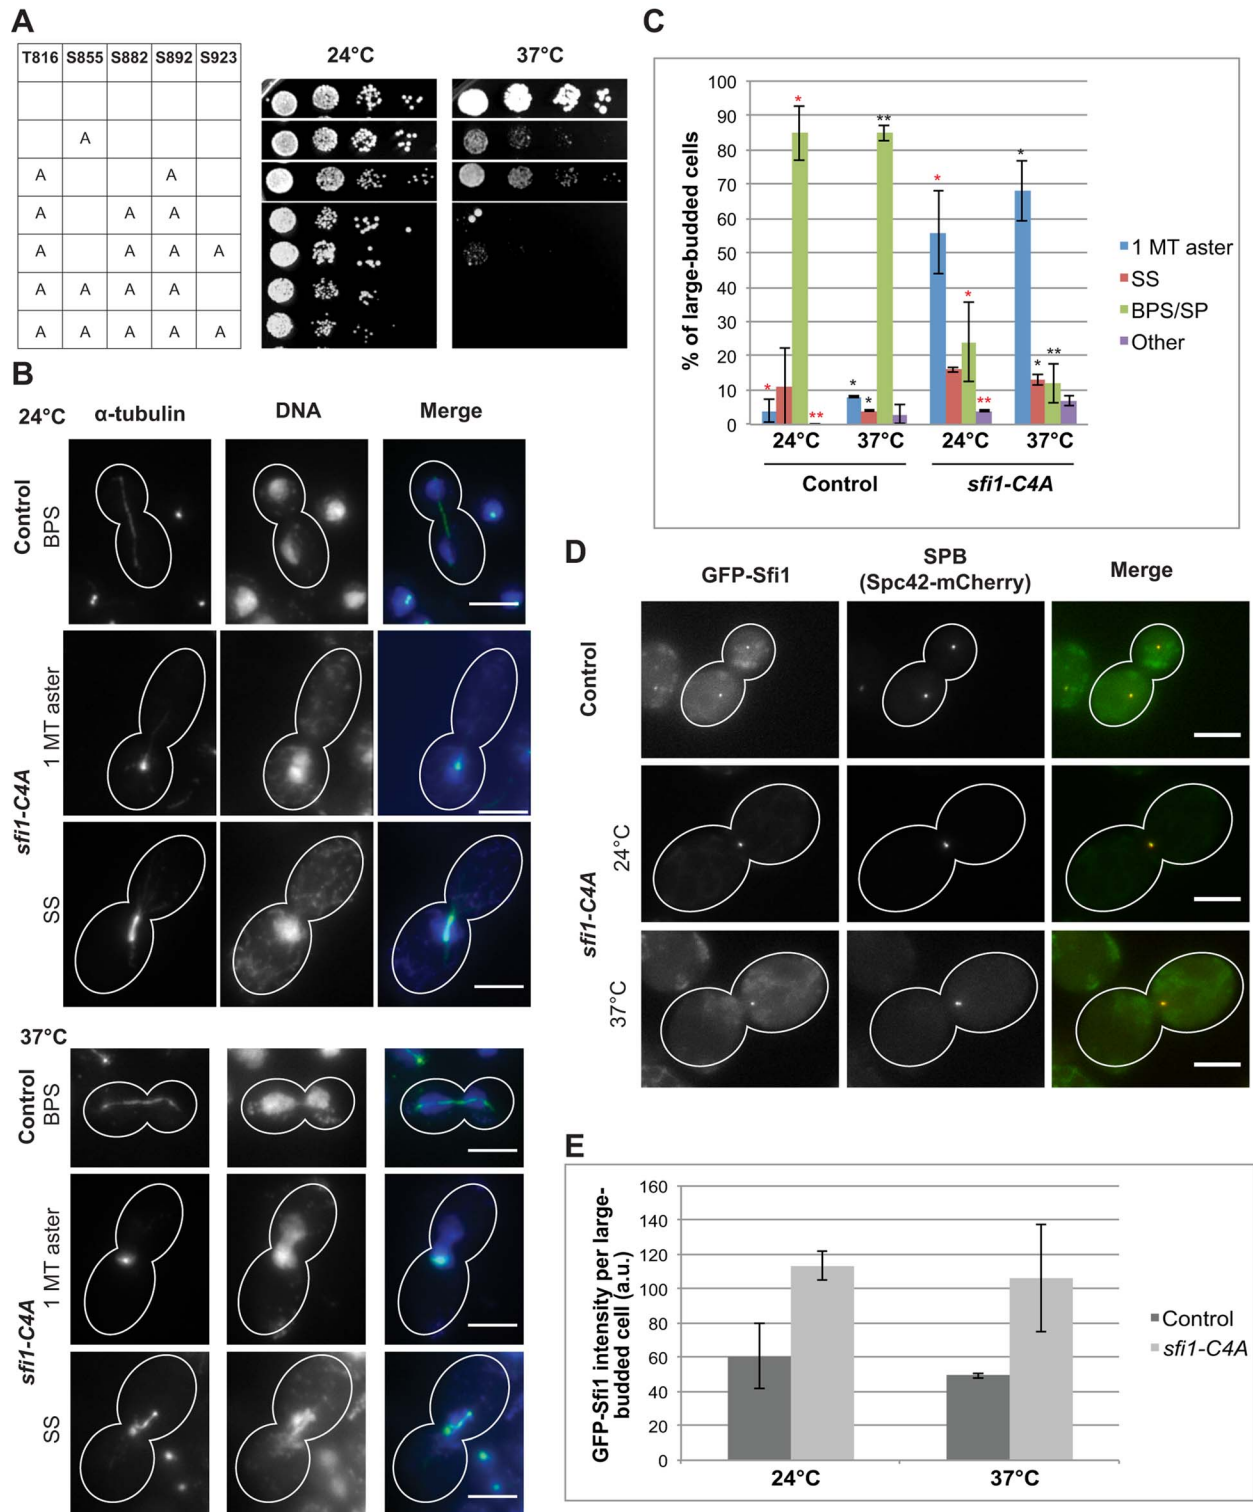 A
T816 S855 S882 S892 S923
A
A A
A A A
A A A A
A A A A
A A A A A
24°C 37°C
B
24°C α-tubulin DNA Merge
Control
BPS
sfi1-C4A
1 MT aster
SS
37°C
Control
BPS
sfi1-C4A
1 MT aster
SS
C
% of large-budded cells
100
90
80
70
60
50
40
30
20
10
0
* * ** * ** * * * * ** * * **
24°C 37°C 24°C 37°C
Control sfi1-C4A
1 MT aster
SS
BPS/SP
Other
D
GFP-Sfi1 SPB (Spc42-mCherry) Merge
Control
sfi1-C4A
24°C
37°C
E
GFP-Sfi1 intensity per large-
budded cell (a.u.)
160
140
120
100
80
60
40
20
0
24°C 37°C
Control
sfi1-C4A